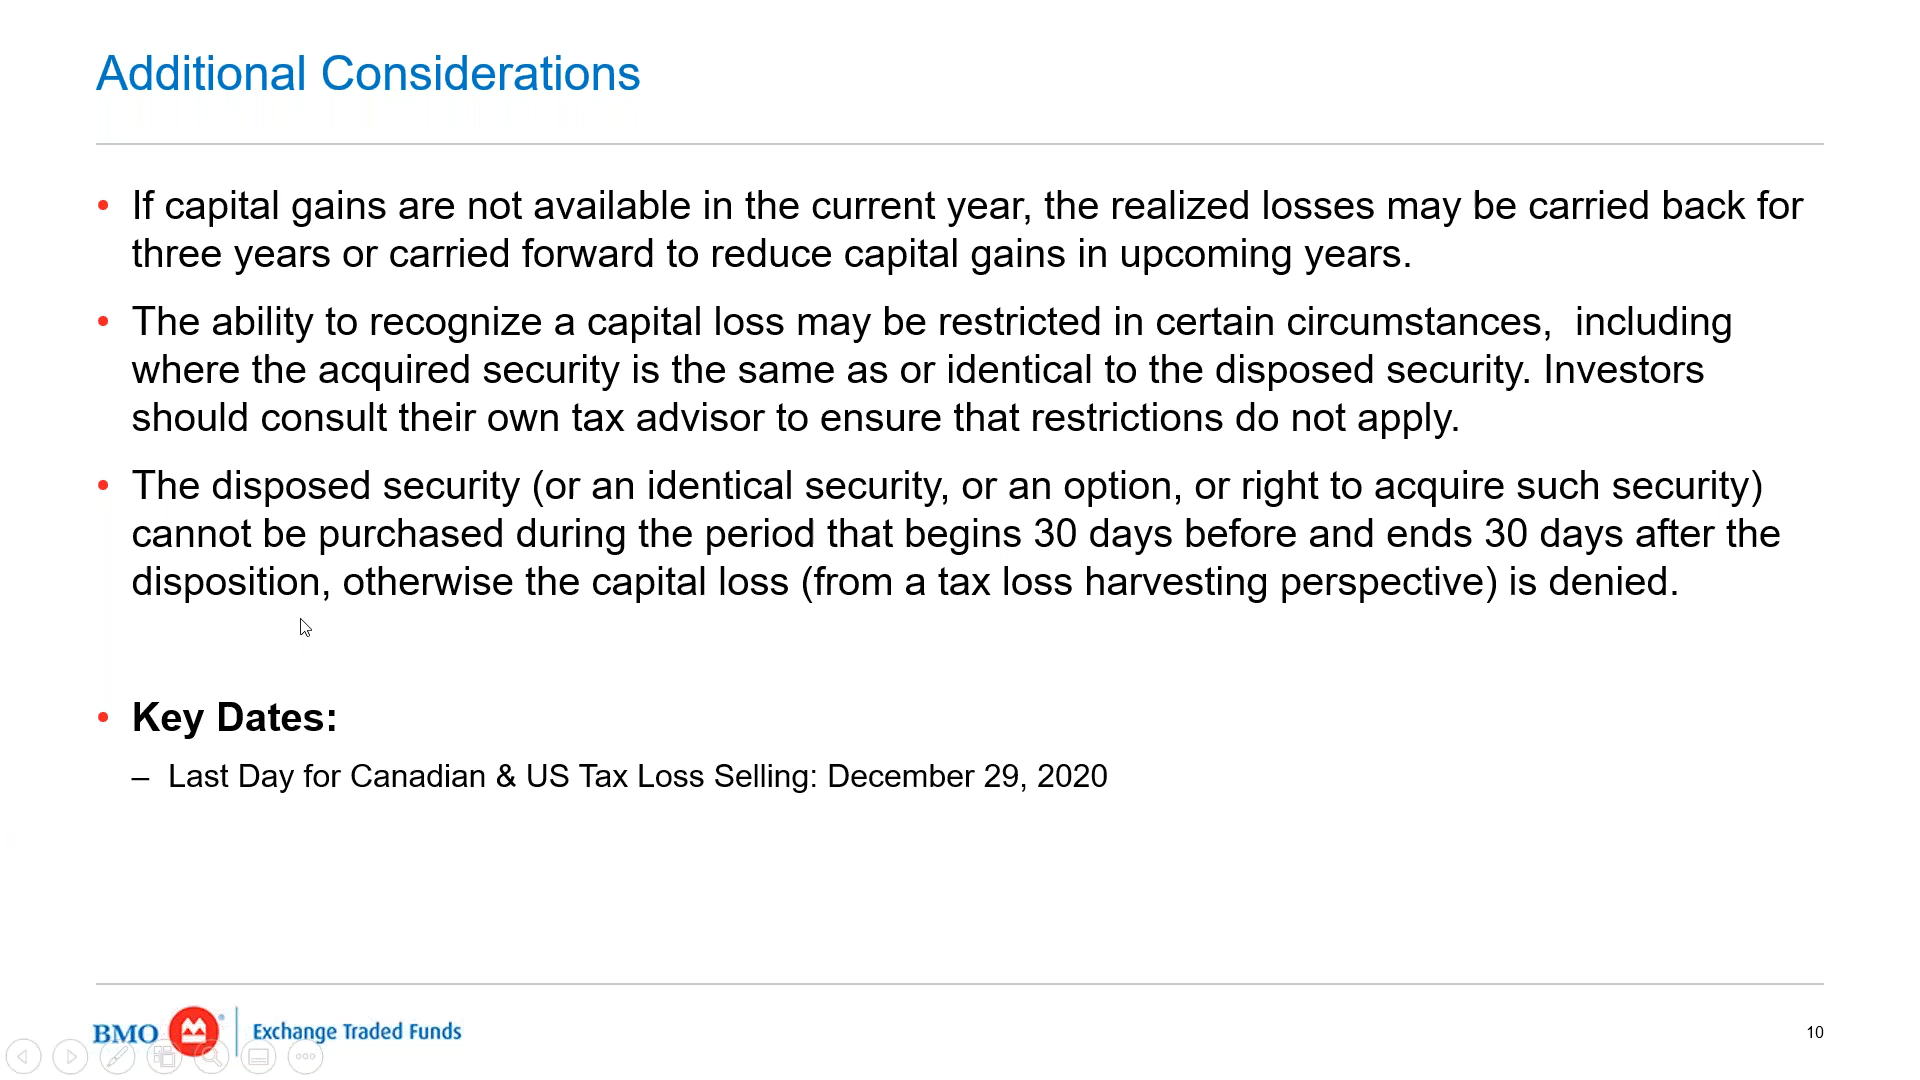 Additional Considerations
• If capital gains are not available in the current year, the realized losses may be carried back for
three years or carried forward to reduce capital gains in upcoming years.
• The ability to recognize a capital loss may be restricted in certain circumstances,  including
where the acquired security is the same as or identical to the disposed security. Investors
should consult their own tax advisor to ensure that restrictions do not apply.
• The disposed security (or an identical security, or an option, or right to acquire such security)
cannot be purchased during the period that begins 30 days before and ends 30 days after the
disposition, otherwise the capital loss (from a tax loss harvesting perspective) is denied.
• Key Dates:
– Last Day for Canadian & US Tax Loss Selling: December 29, 2020
BMO Exchange Traded Funds
10